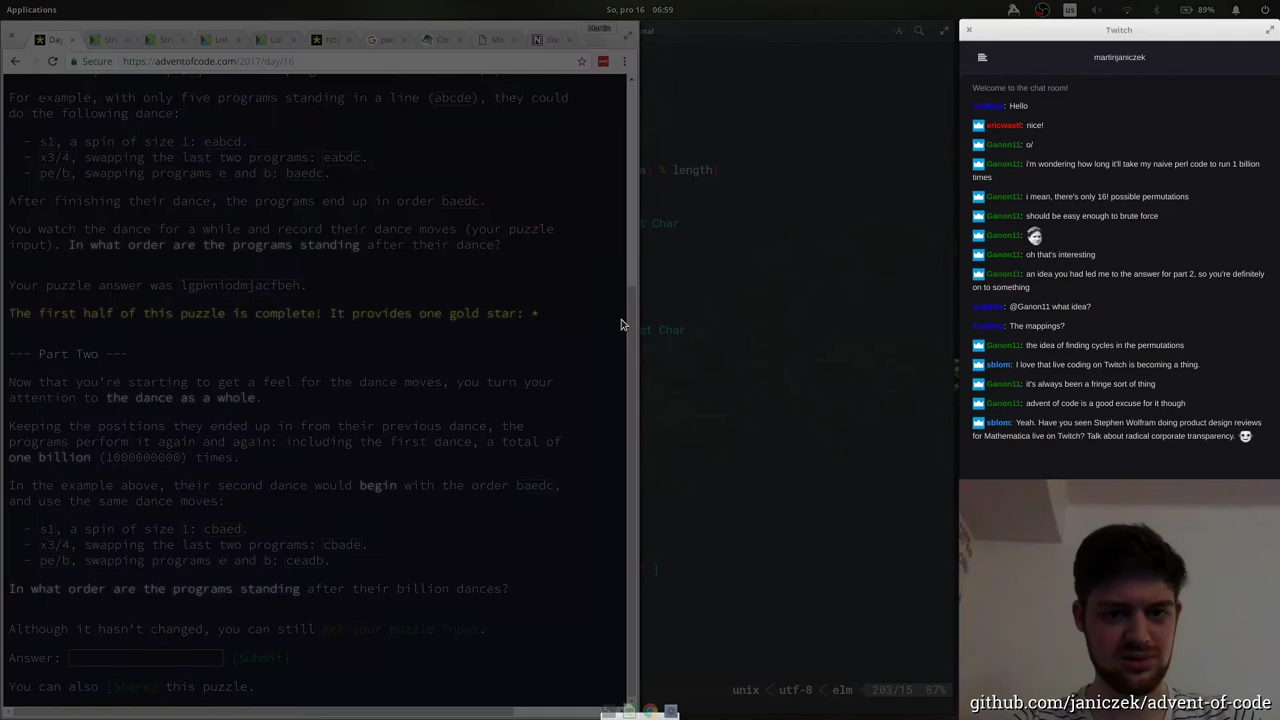 Applications
So, pro 16 06:59
us
89%
Secure https://adventofcode.com/2017/day/16
For example, with only five programs standing in a line (abcde), they could
do the following dance:
- s1, a spin of size 1: eabcd.
- x3/4, swapping the last two programs: eabdc.
- pe/b, swapping programs e and b: baedc.
After finishing their dance, the programs end up in order baedc.
You watch the dance for a while and record their dance moves (your puzzle
input). In what order are the programs standing after their dance?
Your puzzle answer was
The first half of this puzzle is complete! It provides one gold star: *
--- Part Two ---
Now that you're starting to get a feel for the dance moves, you turn your
attention to the dance as a whole.
Keeping the positions they ended up in from their previous dance, the
programs perform it again and again: including the first dance, a total of
one billion (1000000000) times.
In the example above, their second dance would begin with the order baedc,
and use the same dance moves:
- s1, a spin of size 1: cbaed.
- x3/4, swapping the last two programs: cbade.
- pe/b, swapping programs e and b: ceadb.
In what order are the programs standing after their billion dances?
Although it hasn't changed, you can still get your puzzle input.
Answer: [Submit]
You can also [Share] this puzzle.
% length
Char
Char
]
unix < utf-8 < elm 203/15 87%
Twitch
martinjaniczek
Welcome to the chat room!
: Hello
ericwastl: nice!
Ganon11: o/
Ganon11: i'm wondering how long it'll take my naive perl code to run 1 billion
times
Ganon11: i mean, there's only 16! possible permutations
Ganon11: should be easy enough to brute force
Ganon11:
Ganon11: oh that's interesting
Ganon11: an idea you had led me to the answer for part 2, so you're definitely
on to something
: @Ganon11 what idea?
: The mappings?
Ganon11: the idea of finding cycles in the permutations
sblom: I love that live coding on Twitch is becoming a thing.
Ganon11: it's always been a fringe sort of thing
Ganon11: advent of code is a good excuse for it though
sblom: Yeah. Have you seen Stephen Wolfram doing product design reviews
for Mathematica live on Twitch? Talk about radical corporate transparency.
github.com/janiczek/advent-of-code